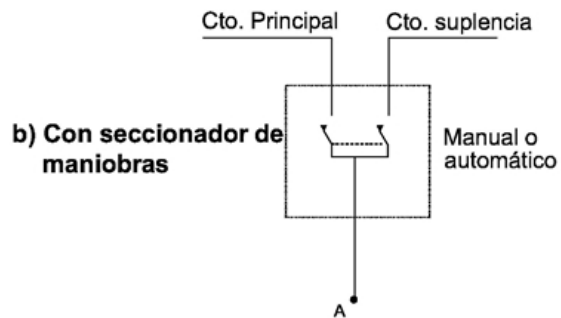 Cto. Principal
Cto. suplencia
b) Con seccionador de
maniobras
Manual o
automático
A